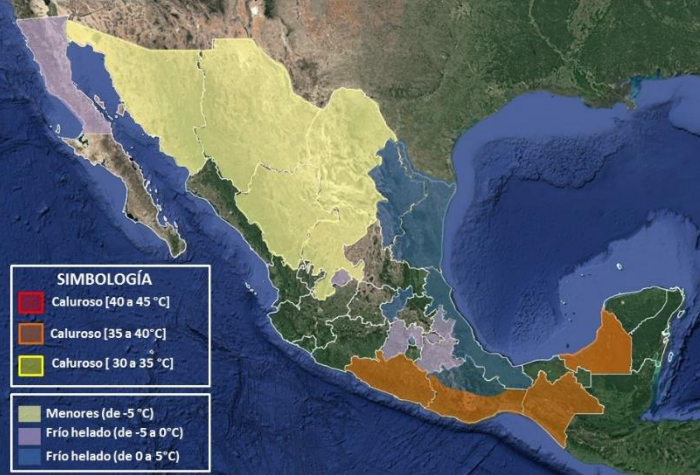 SIMBOLOGÍA
Caluroso [40 a 45 °C]
Caluroso [35 a 40°C]
Caluroso [ 30 a 35 °C]
Menores (de -5 °C)
Frío helado (de -5 a 0°C)
Frío helado (de 0 a 5°C)